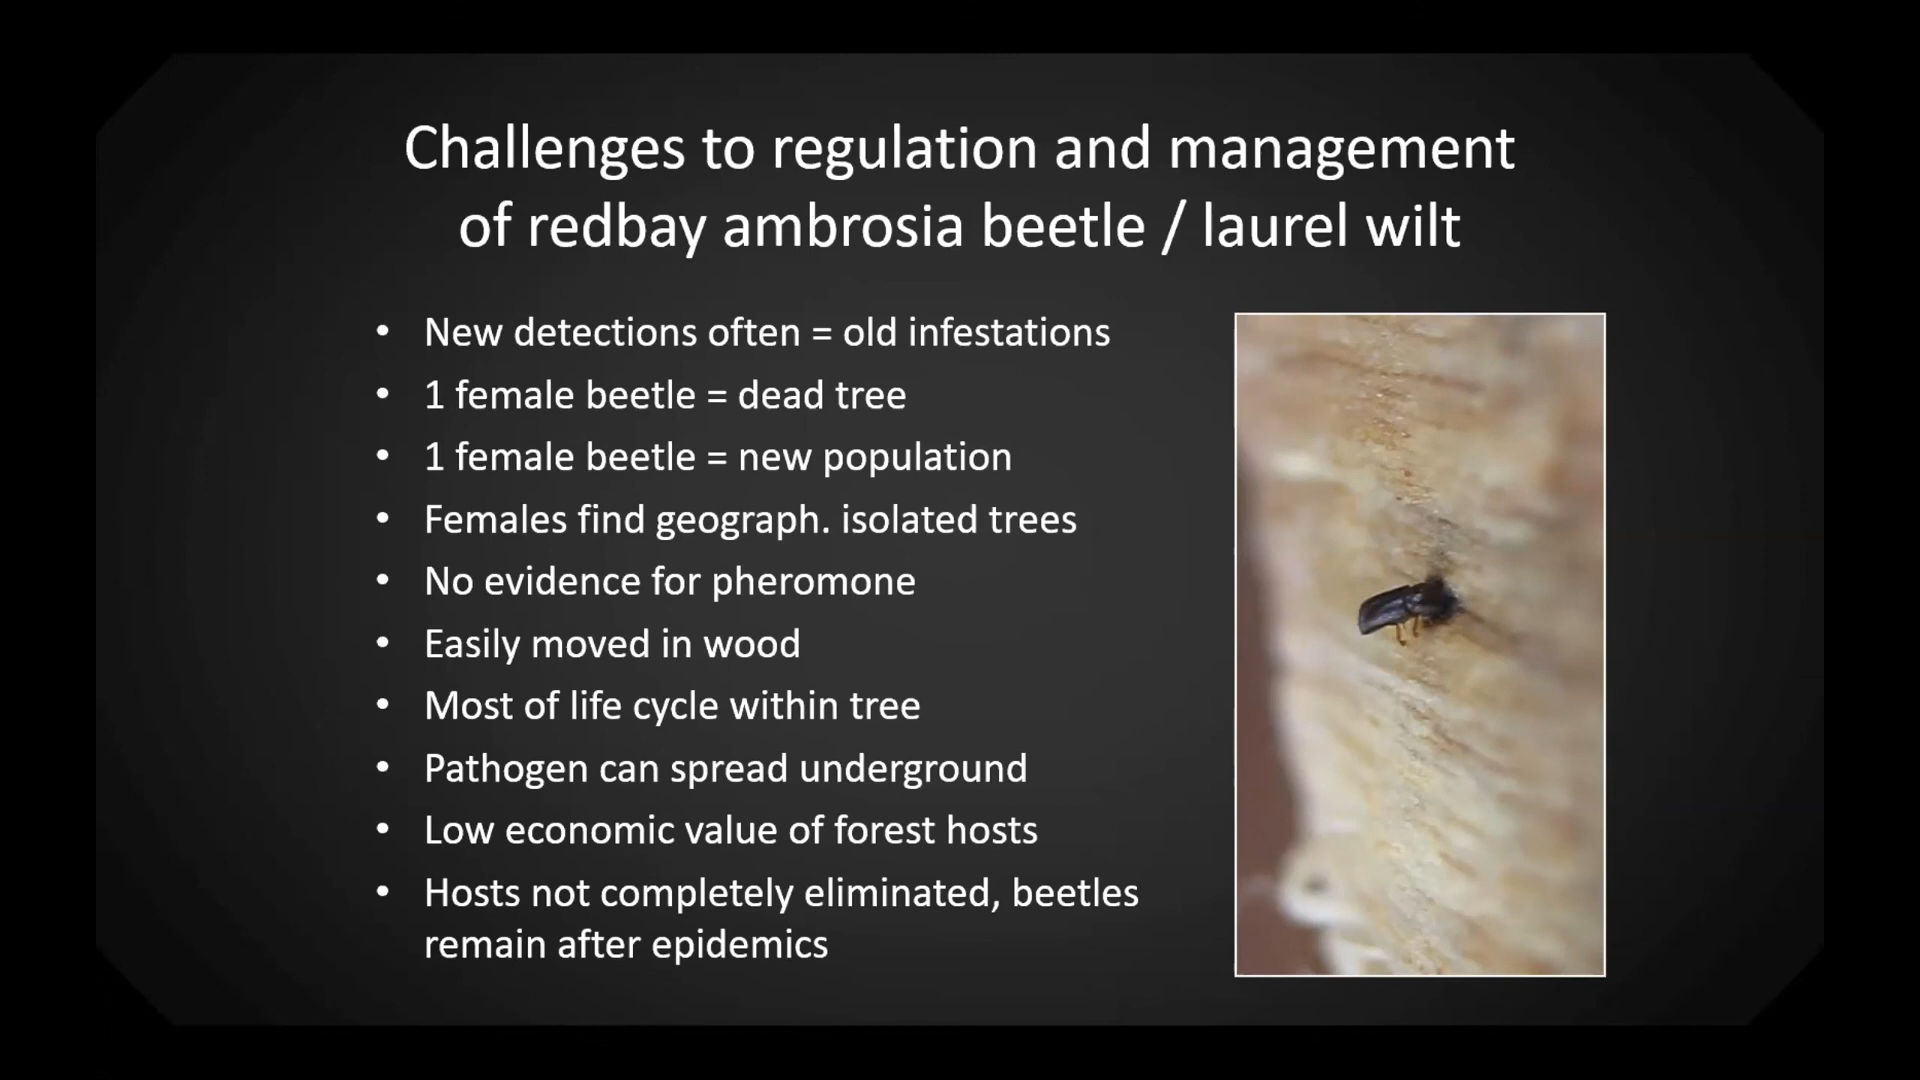 Challenges to regulation and management
of redbay ambrosia beetle / laurel wilt
• New detections often = old infestations
• 1 female beetle = dead tree
• 1 female beetle = new population
• Females find geograph. isolated trees
• No evidence for pheromone
• Easily moved in wood
• Most of life cycle within tree
• Pathogen can spread underground
• Low economic value of forest hosts
• Hosts not completely eliminated, beetles
remain after epidemics